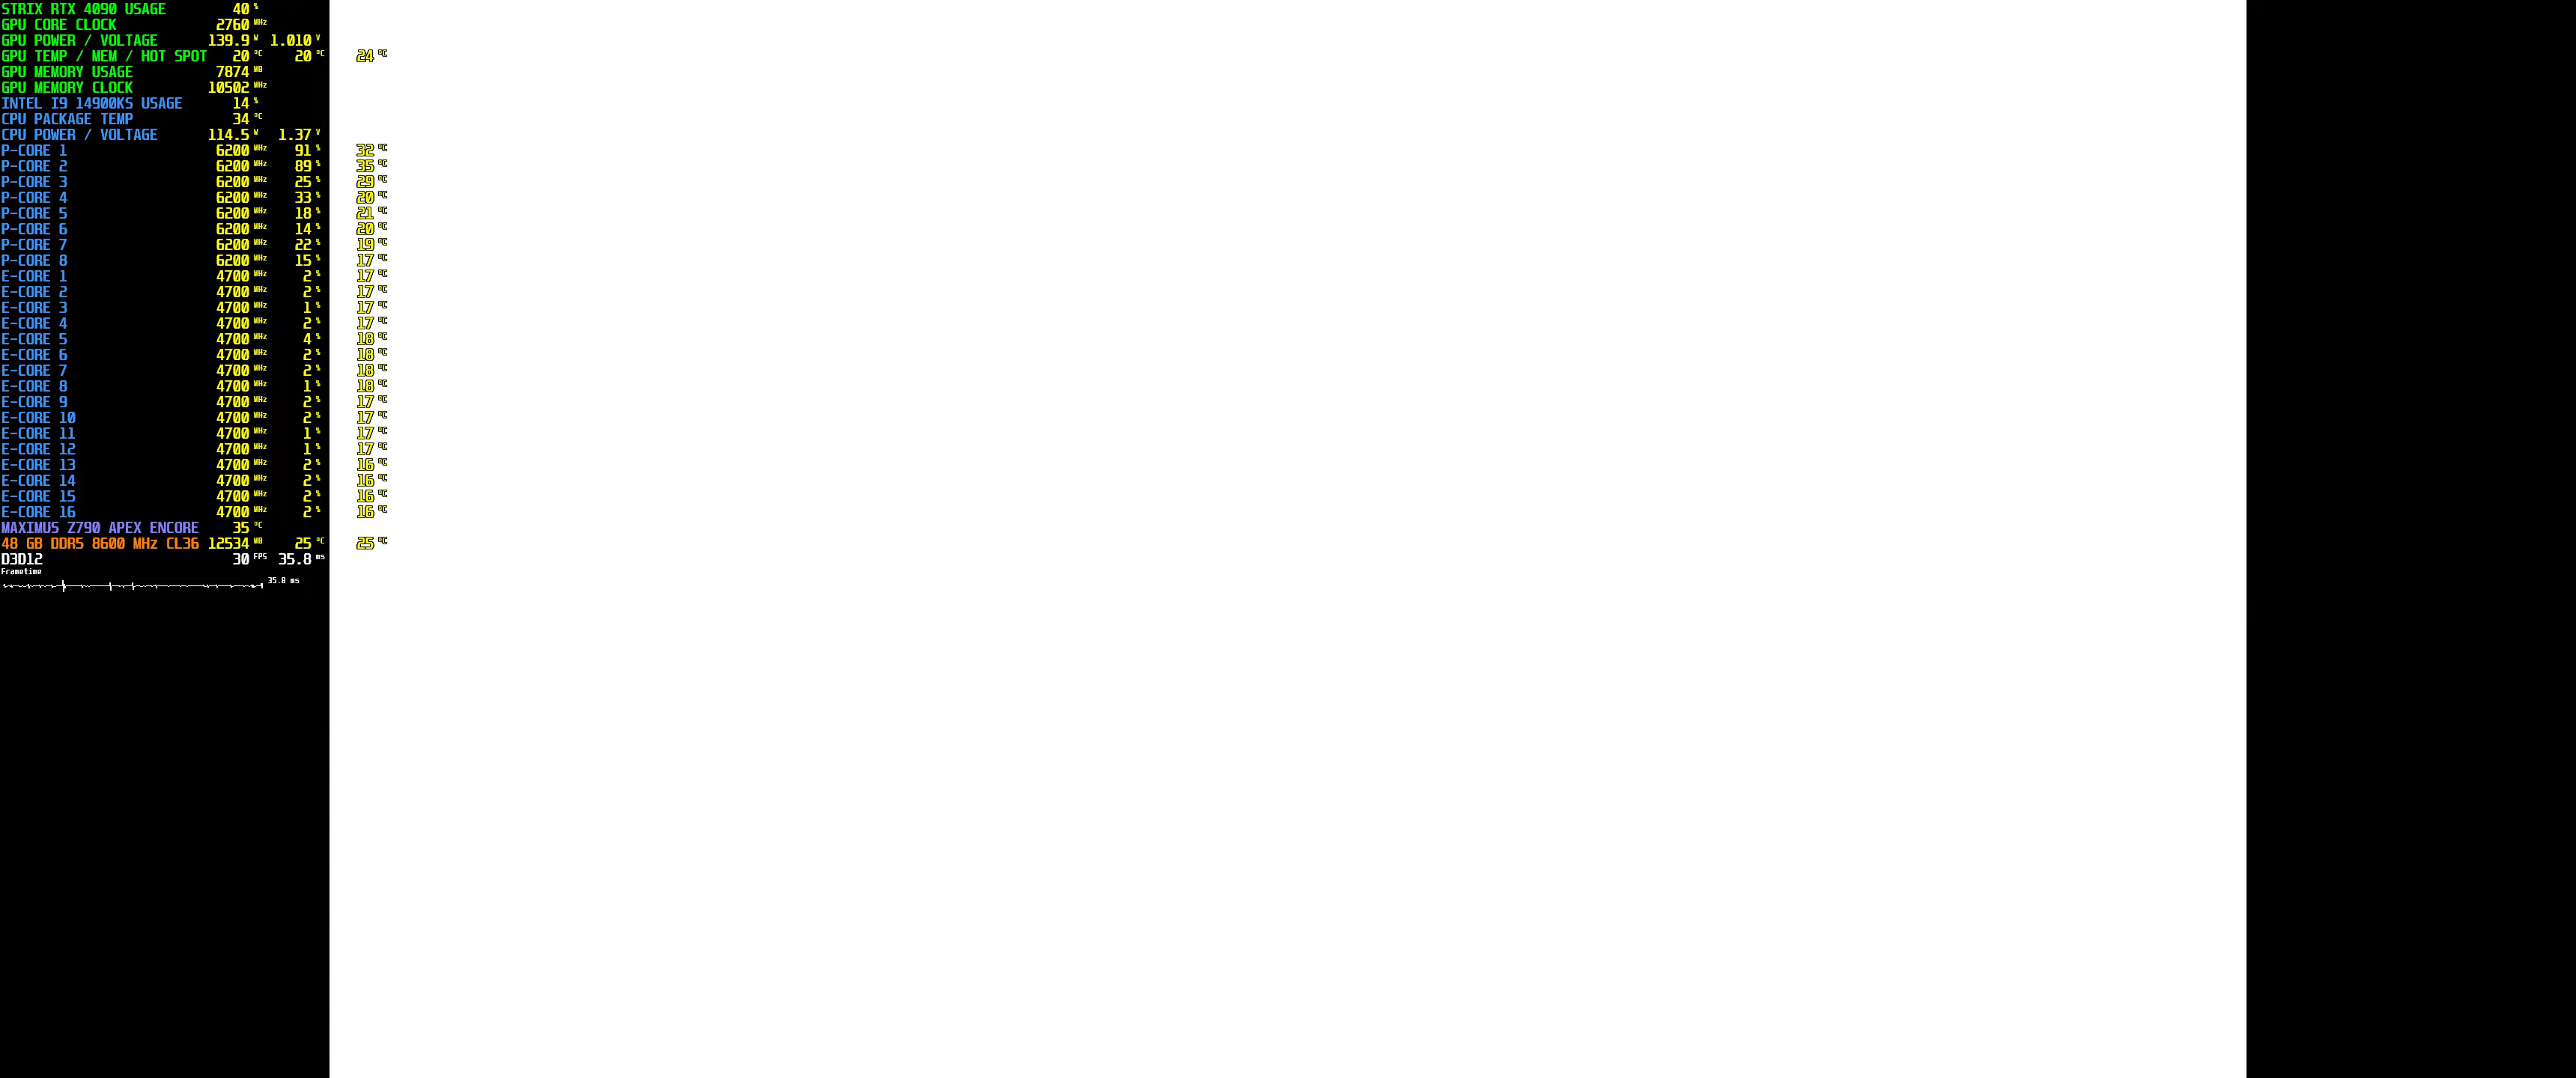 STRIX RTX 4090 USAGE 40 %
GPU CORE CLOCK 2760 MHz
GPU POWER / VOLTAGE 139.9 W 1.010 V
GPU TEMP / MEM / HOT SPOT 20 °C 20 °C 24 °C
GPU MEMORY USAGE 7874 MB
GPU MEMORY CLOCK 10502 MHz
INTEL I9 14900KS USAGE 14 %
CPU PACKAGE TEMP 34 °C
CPU POWER / VOLTAGE 114.5 W 1.37 V
P-CORE 1 6200 MHz 91 % 32 °C
P-CORE 2 6200 MHz 89 % 35 °C
P-CORE 3 6200 MHz 25 % 29 °C
P-CORE 4 6200 MHz 33 % 20 °C
P-CORE 5 6200 MHz 18 % 21 °C
P-CORE 6 6200 MHz 14 % 20 °C
P-CORE 7 6200 MHz 22 % 19 °C
P-CORE 8 6200 MHz 15 % 17 °C
E-CORE 1 4700 MHz 2 % 17 °C
E-CORE 2 4700 MHz 2 % 17 °C
E-CORE 3 4700 MHz 1 % 17 °C
E-CORE 4 4700 MHz 2 % 17 °C
E-CORE 5 4700 MHz 4 % 18 °C
E-CORE 6 4700 MHz 2 % 18 °C
E-CORE 7 4700 MHz 2 % 18 °C
E-CORE 8 4700 MHz 1 % 18 °C
E-CORE 9 4700 MHz 2 % 17 °C
E-CORE 10 4700 MHz 2 % 17 °C
E-CORE 11 4700 MHz 1 % 17 °C
E-CORE 12 4700 MHz 1 % 17 °C
E-CORE 13 4700 MHz 2 % 16 °C
E-CORE 14 4700 MHz 2 % 16 °C
E-CORE 15 4700 MHz 2 % 16 °C
E-CORE 16 4700 MHz 2 % 16 °C
MAXIMUS Z790 APEX ENCORE 35 °C
48 GB DDR5 8600 MHz CL36 12534 MB 25 °C 25 °C
D3D12 30 FPS 35.8 ms
Frametime
35.8 ms